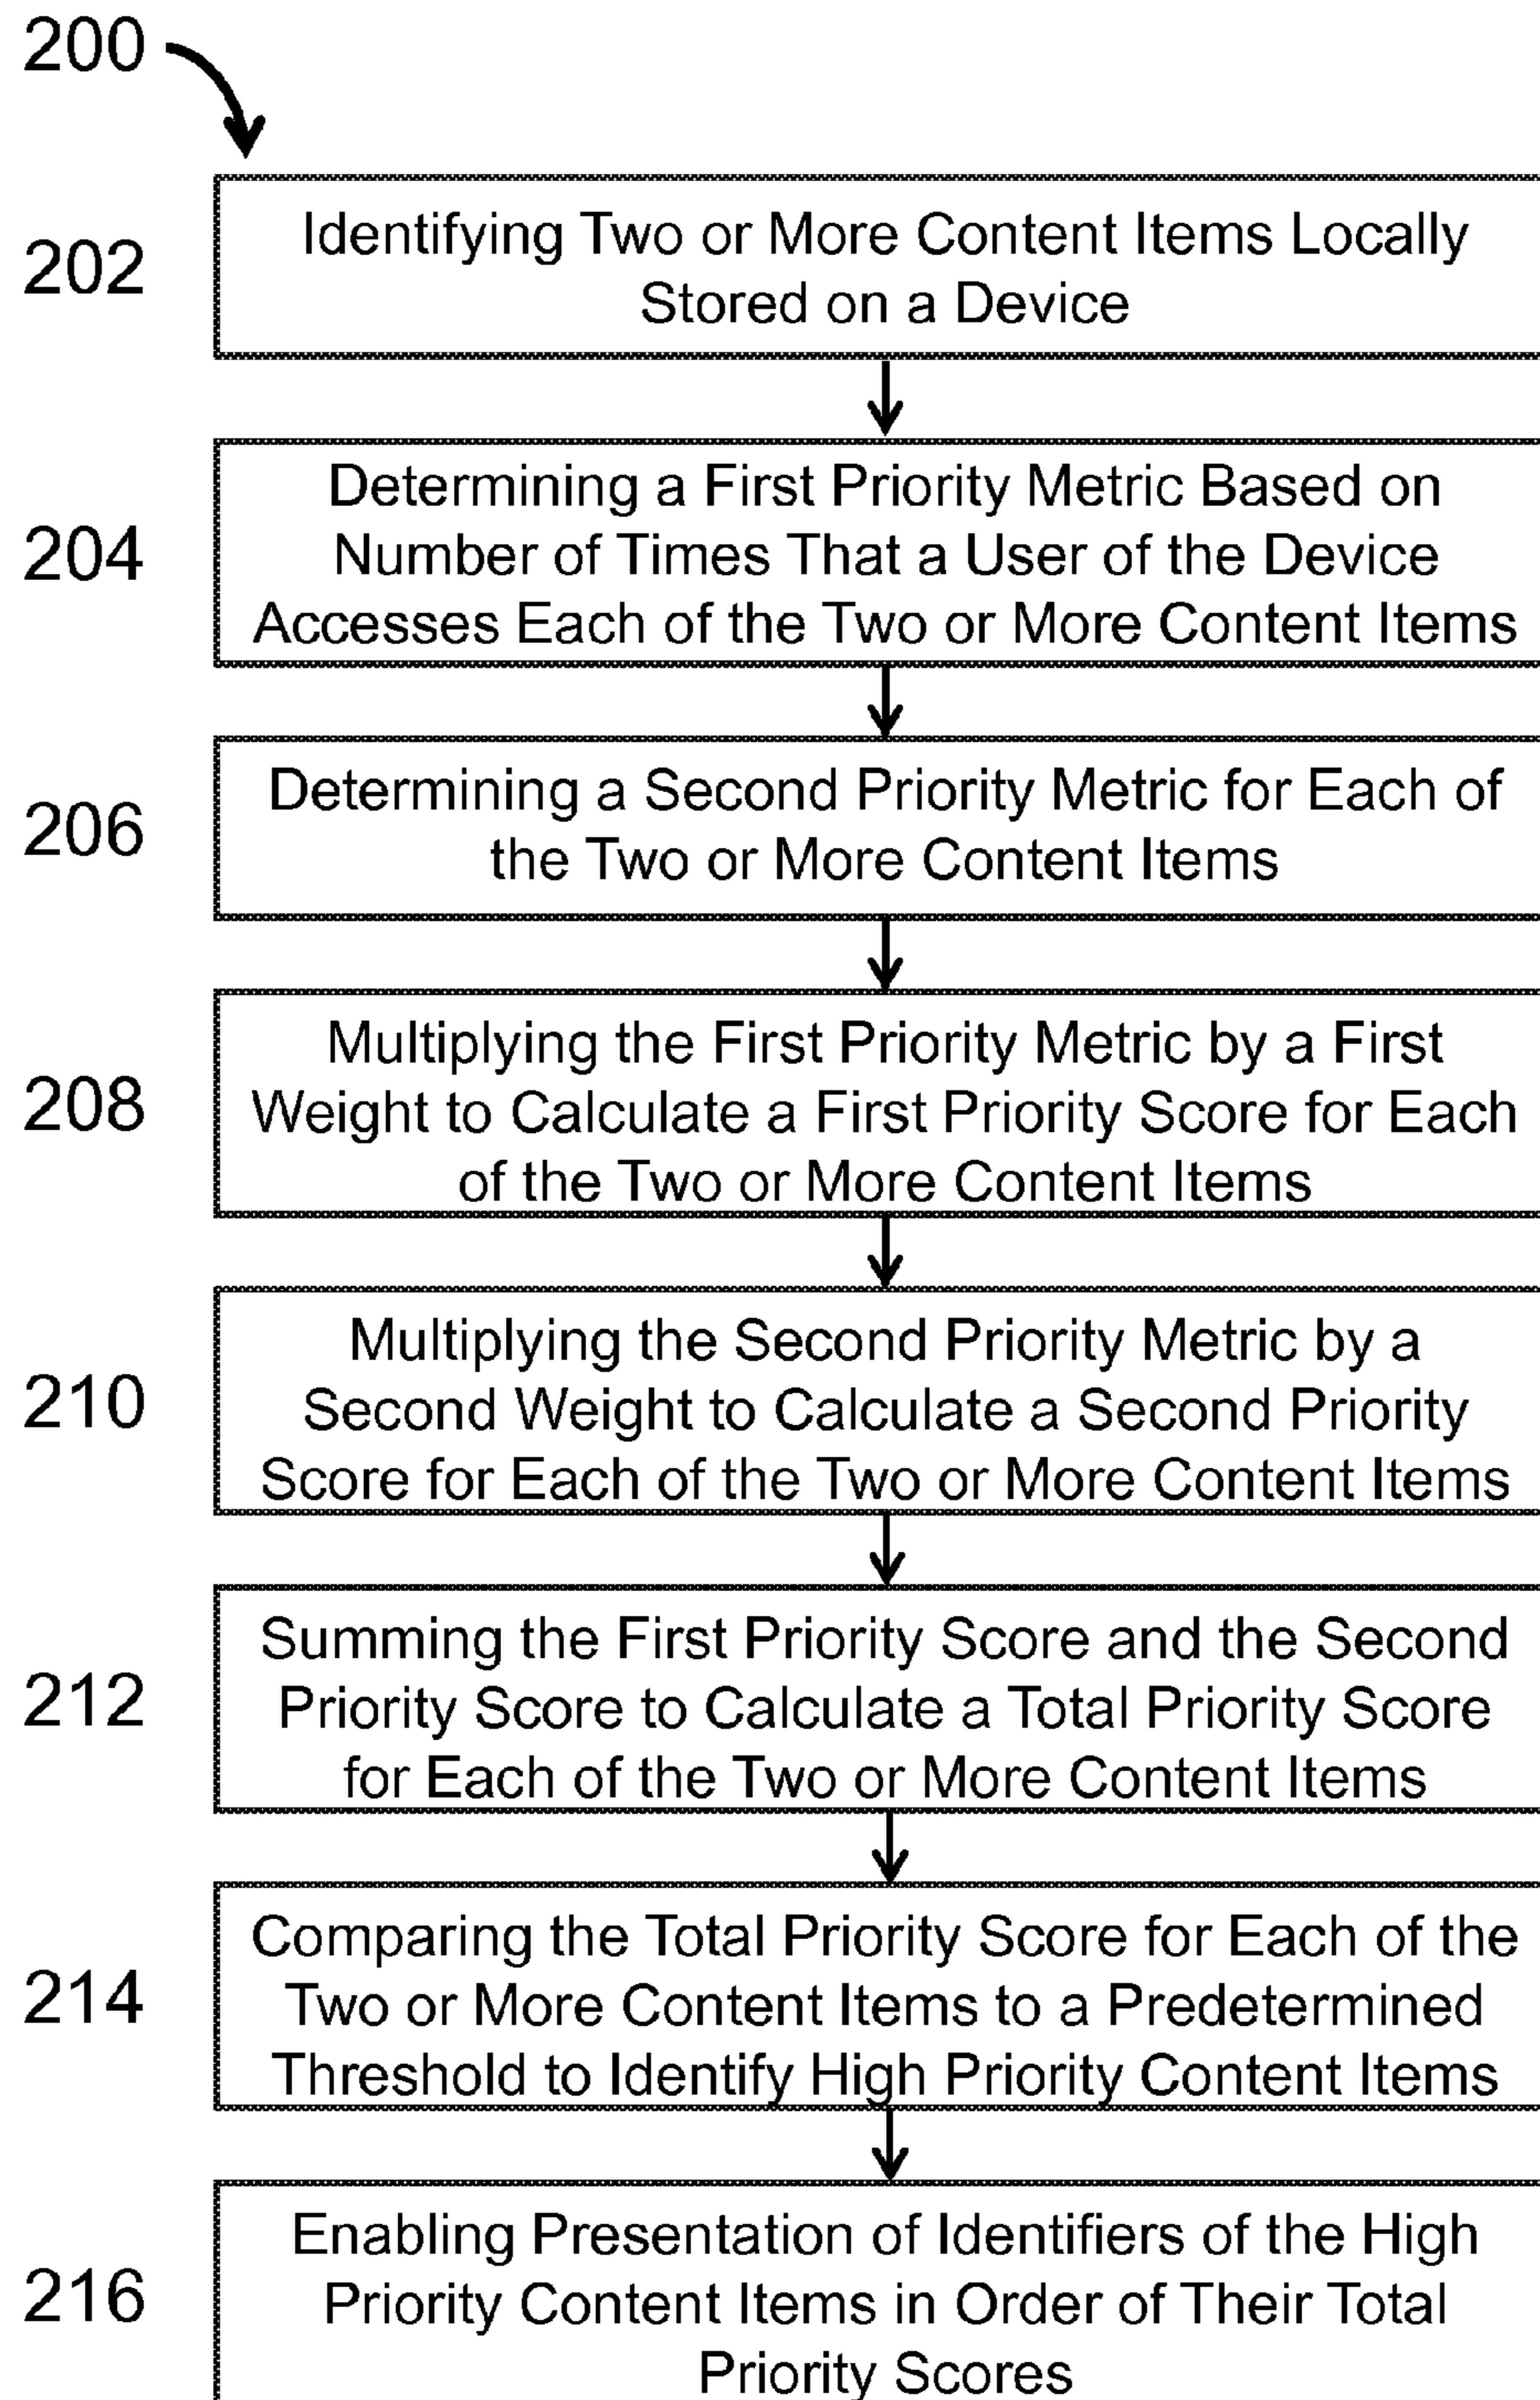 200
202
Identifying Two or More Content Items Locally
Stored on a Device
204
Determining a First Priority Metric Based on
Number of Times That a User of the Device
Accesses Each of the Two or More Content Items
206
Determining a Second Priority Metric for Each of
the Two or More Content Items
208
Multiplying the First Priority Metric by a First
Weight to Calculate a First Priority Score for Each
of the Two or More Content Items
210
Multiplying the Second Priority Metric by a
Second Weight to Calculate a Second Priority
Score for Each of the Two or More Content Items
212
Summing the First Priority Score and the Second
Priority Score to Calculate a Total Priority Score
for Each of the Two or More Content Items
214
Comparing the Total Priority Score for Each of the
Two or More Content Items to a Predetermined
Threshold to Identify High Priority Content Items
216
Enabling Presentation of Identifiers of the High
Priority Content Items in Order of Their Total
Priority Scores